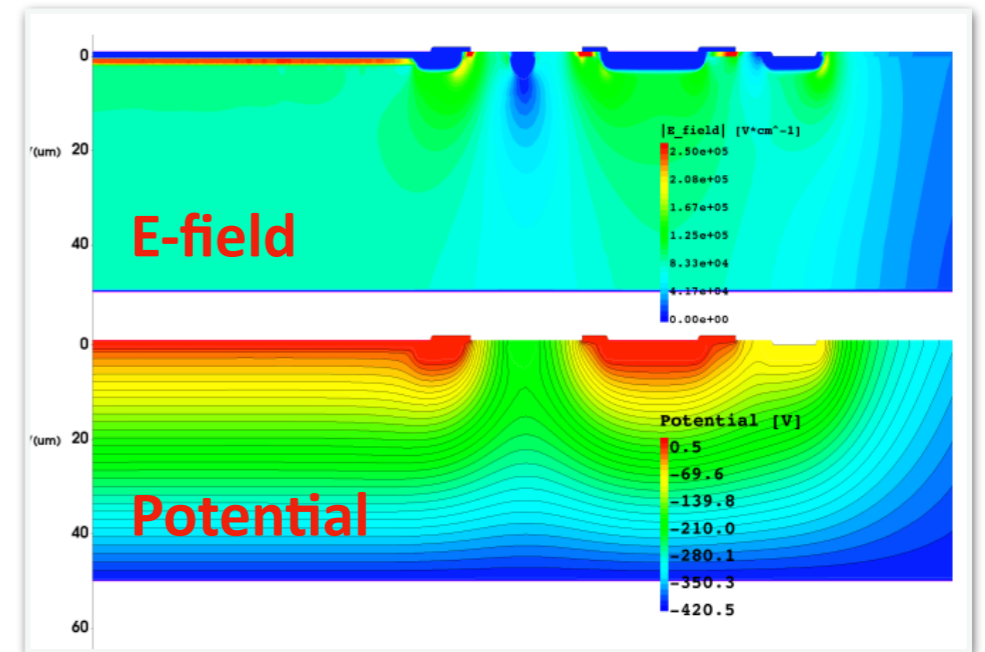 0
'(um) 20
40
|E_field| [V*cm^-1]
2.50e+05
2.08e+05
1.67e+05
1.25e+05
8.33e+04
4.17e+04
0.00e+00
E-field
0
'(um) 20
40
60
Potential [V]
0.5
-69.6
-139.8
-210.0
-280.1
-350.3
-420.5
Potential